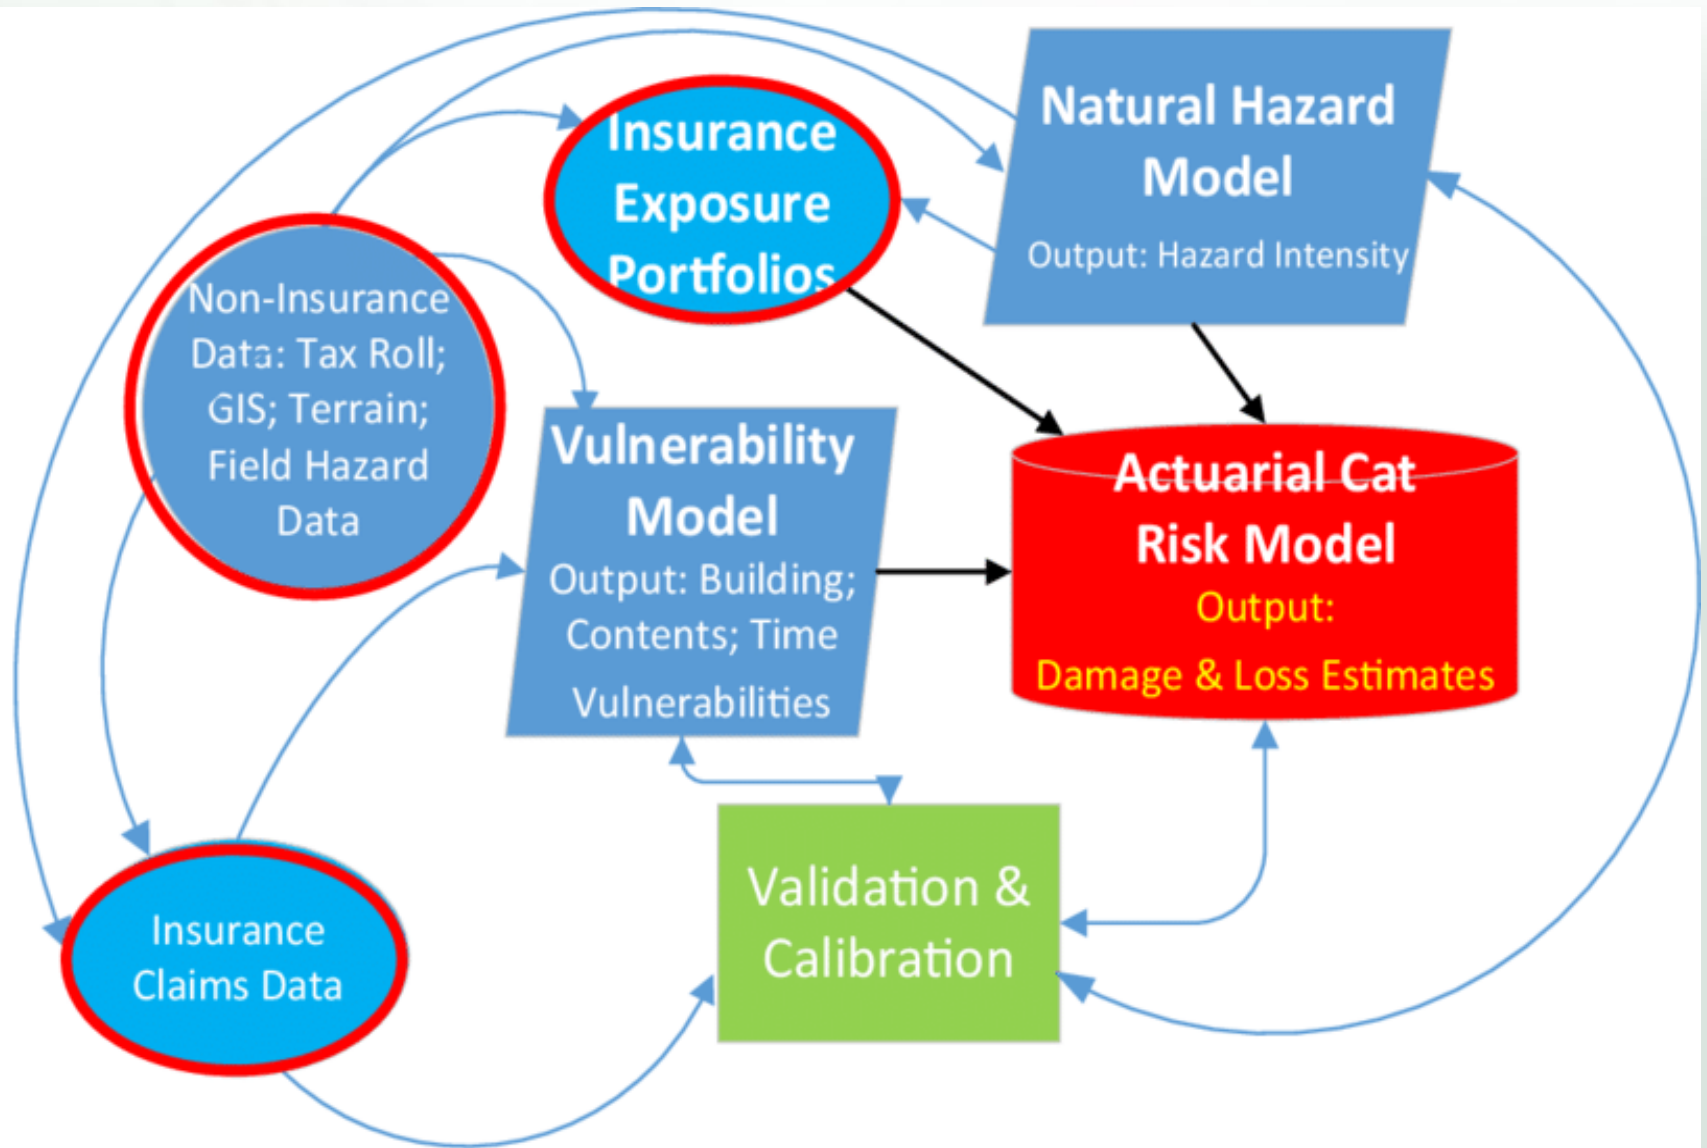 Insurance
Exposure
Portfolios
Natural Hazard
Model
Output: Hazard Intensity
Non-Insurance
Data: Tax Roll;
GIS; Terrain;
Field Hazard
Data
Vulnerability
Model
Output: Building;
Contents; Time
Vulnerabilities
Actuarial Cat
Risk Model
Output:
Damage & Loss Estimates
Validation &
Calibration
Insurance
Claims Data